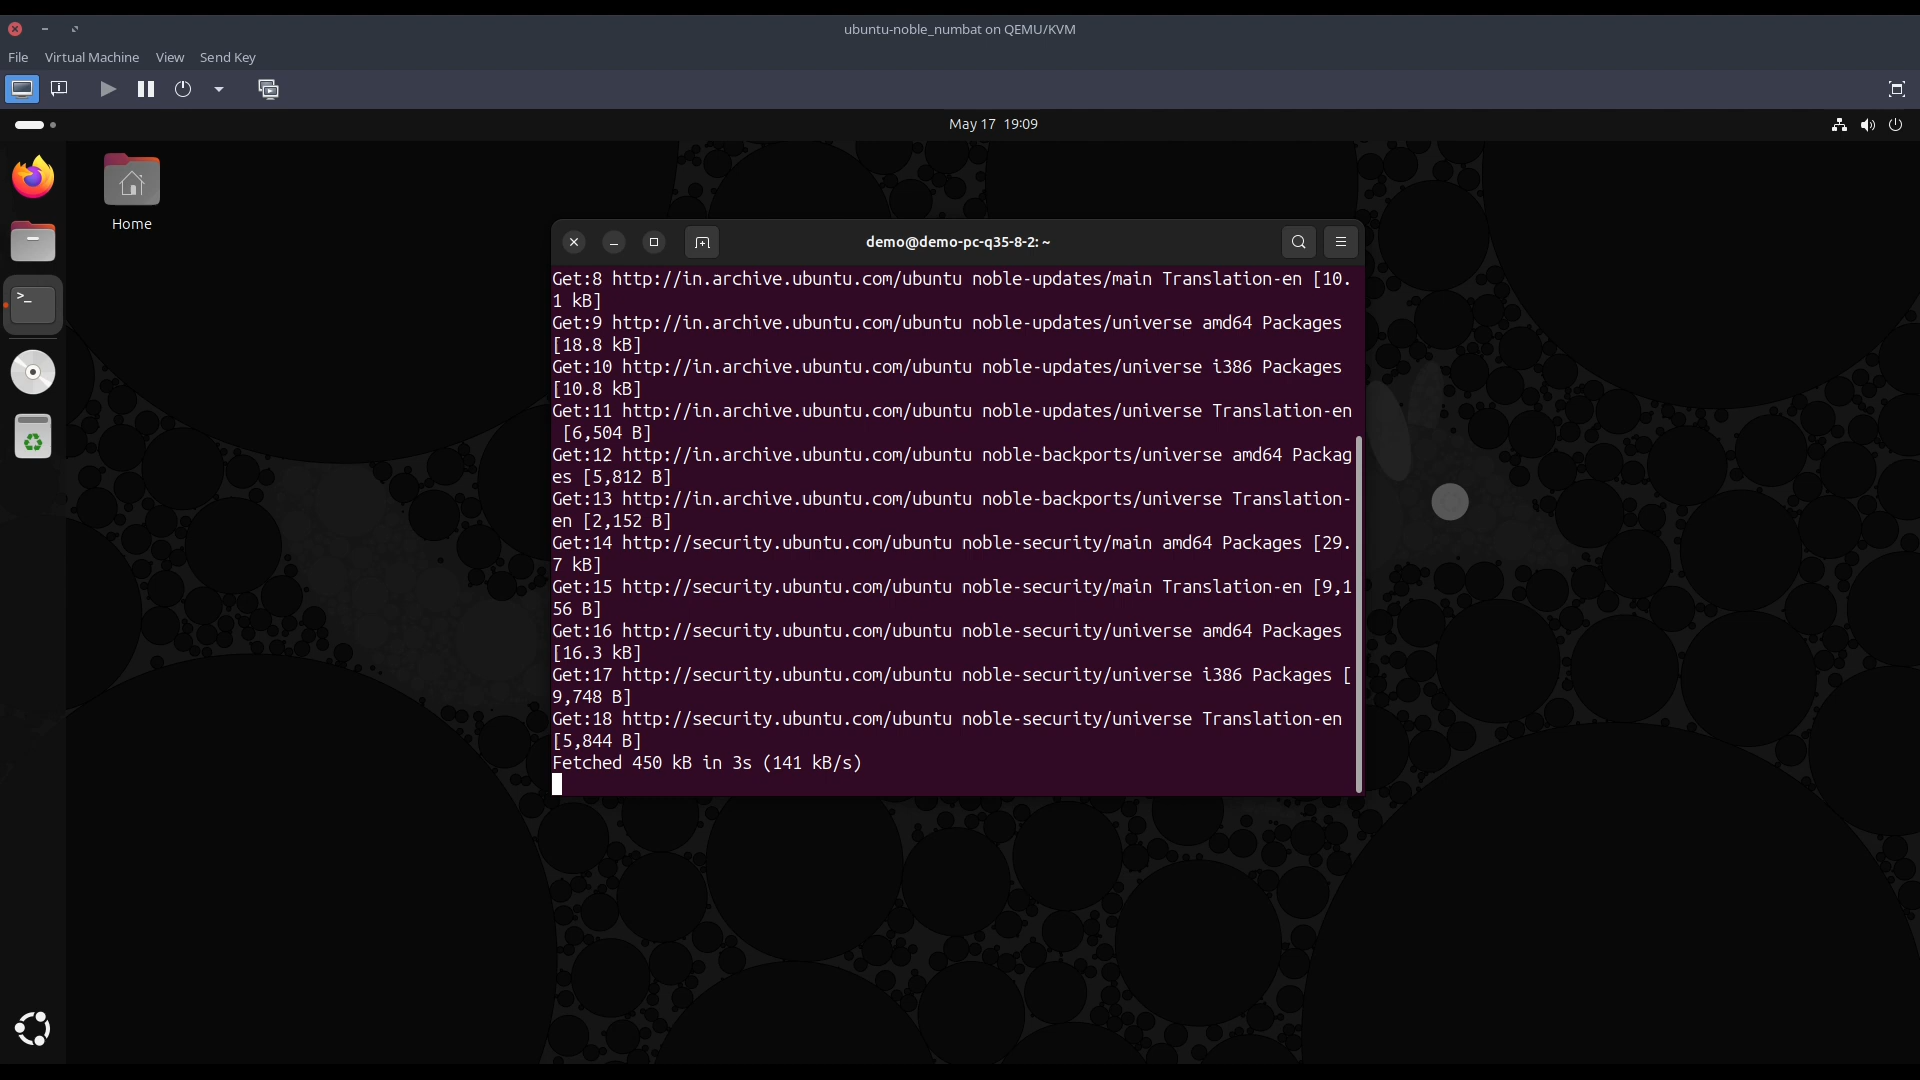 ubuntu-noble_numbat on QEMU/KVM
File Virtual Machine View Send Key
May 17 19:09
Home
demo@demo-pc-q35-8-2: ~
Get:8 http://in.archive.ubuntu.com/ubuntu noble-updates/main Translation-en [10.
1 kB]
Get:9 http://in.archive.ubuntu.com/ubuntu noble-updates/universe amd64 Packages
[18.8 kB]
Get:10 http://in.archive.ubuntu.com/ubuntu noble-updates/universe i386 Packages
[10.8 kB]
Get:11 http://in.archive.ubuntu.com/ubuntu noble-updates/universe Translation-en
[6,504 B]
Get:12 http://in.archive.ubuntu.com/ubuntu noble-backports/universe amd64 Packag
es [5,812 B]
Get:13 http://in.archive.ubuntu.com/ubuntu noble-backports/universe Translation-
en [2,152 B]
Get:14 http://security.ubuntu.com/ubuntu noble-security/main amd64 Packages [29.
7 kB]
Get:15 http://security.ubuntu.com/ubuntu noble-security/main Translation-en [9,1
56 B]
Get:16 http://security.ubuntu.com/ubuntu noble-security/universe amd64 Packages
[16.3 kB]
Get:17 http://security.ubuntu.com/ubuntu noble-security/universe i386 Packages [
9,748 B]
Get:18 http://security.ubuntu.com/ubuntu noble-security/universe Translation-en
[5,844 B]
Fetched 450 kB in 3s (141 kB/s)